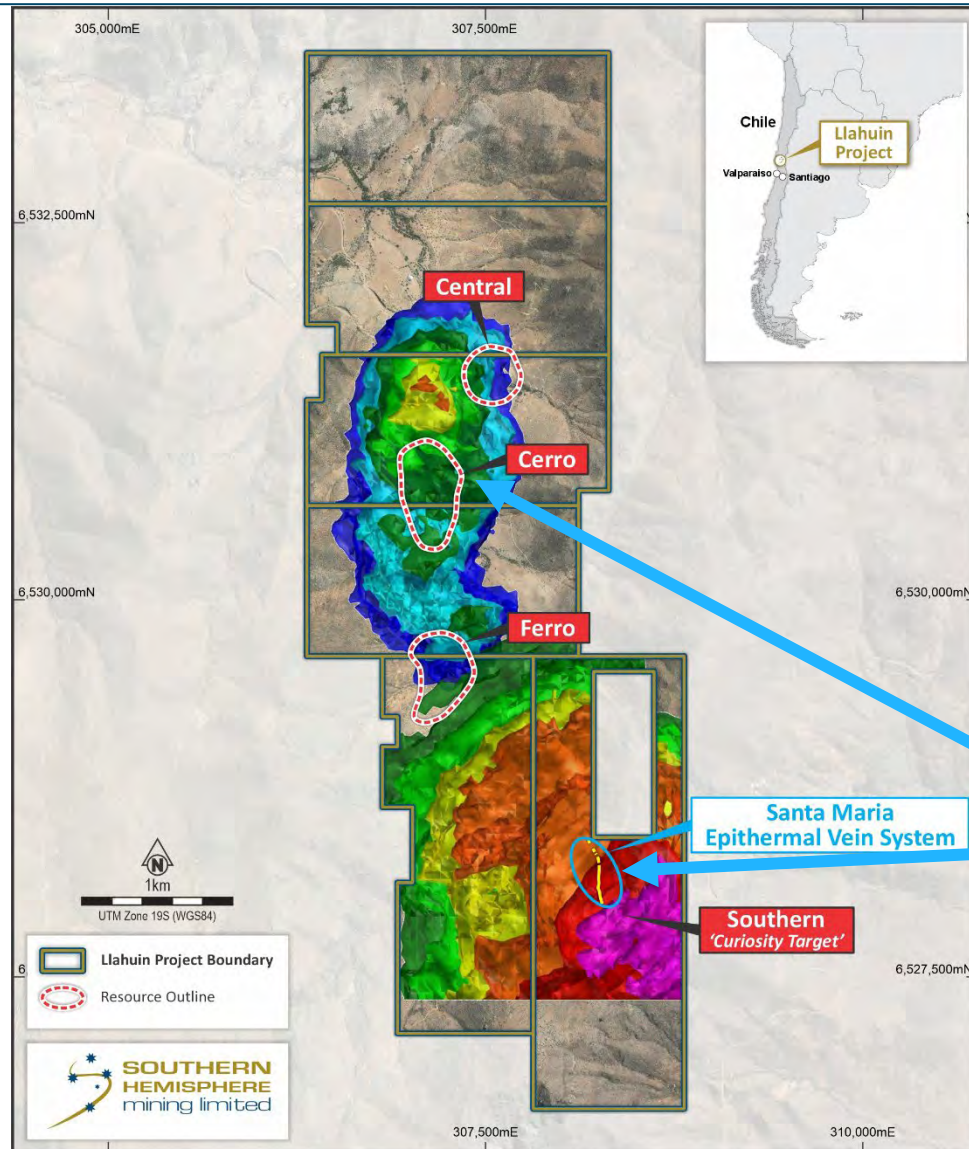 305,000mE
307,500mE
Chile
Llahuin
Project
Valparaiso
Santiago
6,532,500mN
Central
Cerro
6,530,000mN
6,530,000mN
Ferro
Santa Maria
Epithermal Vein System
N
1km
UTM Zone 19S (WGS84)
Southern
'Curiosity Target'
Llahuin Project Boundary
6,527,500mN
Resource Outline
SOUTHERN
HEMISPHERE
mining limited
307,500mE
310,000mE